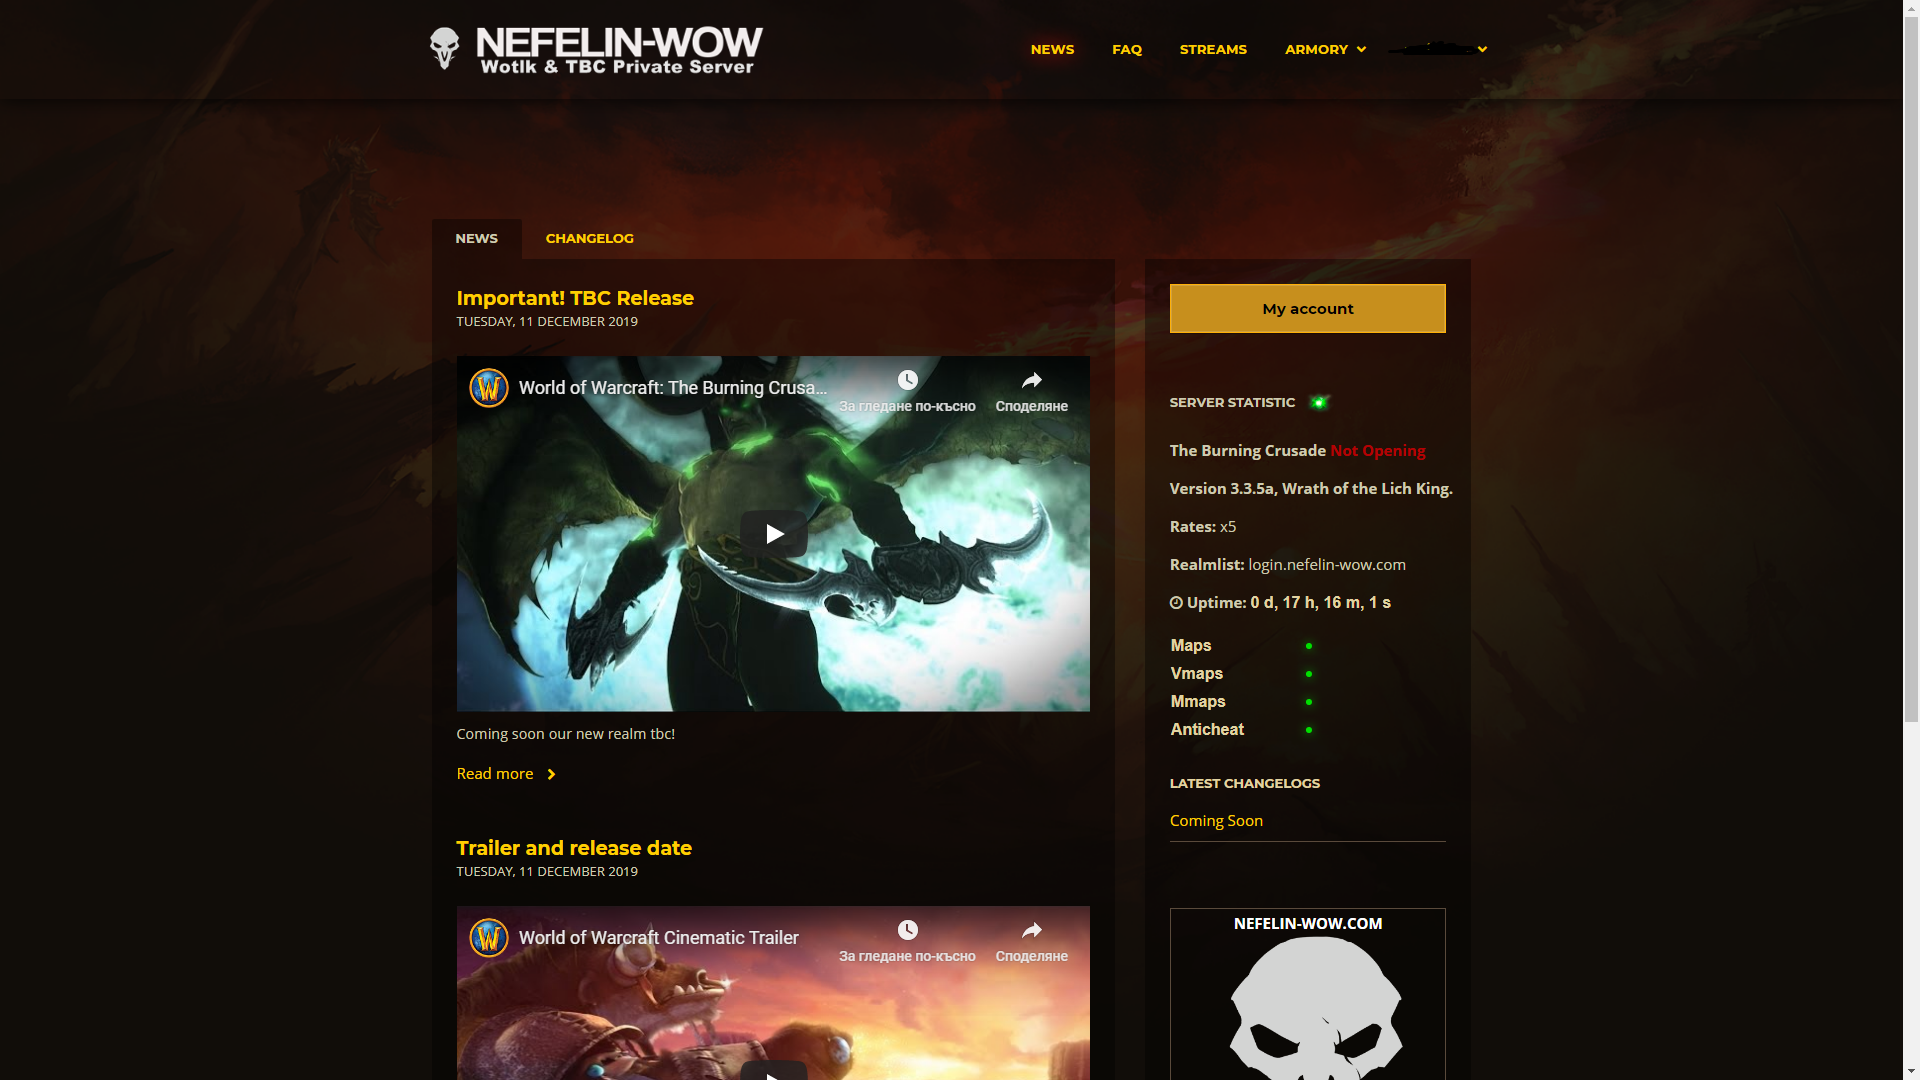 NEFELIN-WOW
Wotlk & TBC Private Server
NEWS
FAQ
STREAMS
ARMORY
NEWS
CHANGELOG
Important! TBC Release
TUESDAY, 11 DECEMBER 2019
World of Warcraft: The Burning Crusa...
За гледане по-късно
Споделяне
Coming soon our new realm tbc!
Read more
Trailer and release date
TUESDAY, 11 DECEMBER 2019
World of Warcraft Cinematic Trailer
За гледане по-късно
Споделяне
My account
SERVER STATISTIC
The Burning Crusade Not Opening
Version 3.3.5a, Wrath of the Lich King.
Rates: x5
Realmlist: login.nefelin-wow.com
Uptime: 0 d, 17 h, 16 m, 1 s
Maps
Vmaps
Mmaps
Anticheat
LATEST CHANGELOGS
Coming Soon
NEFELIN-WOW.COM